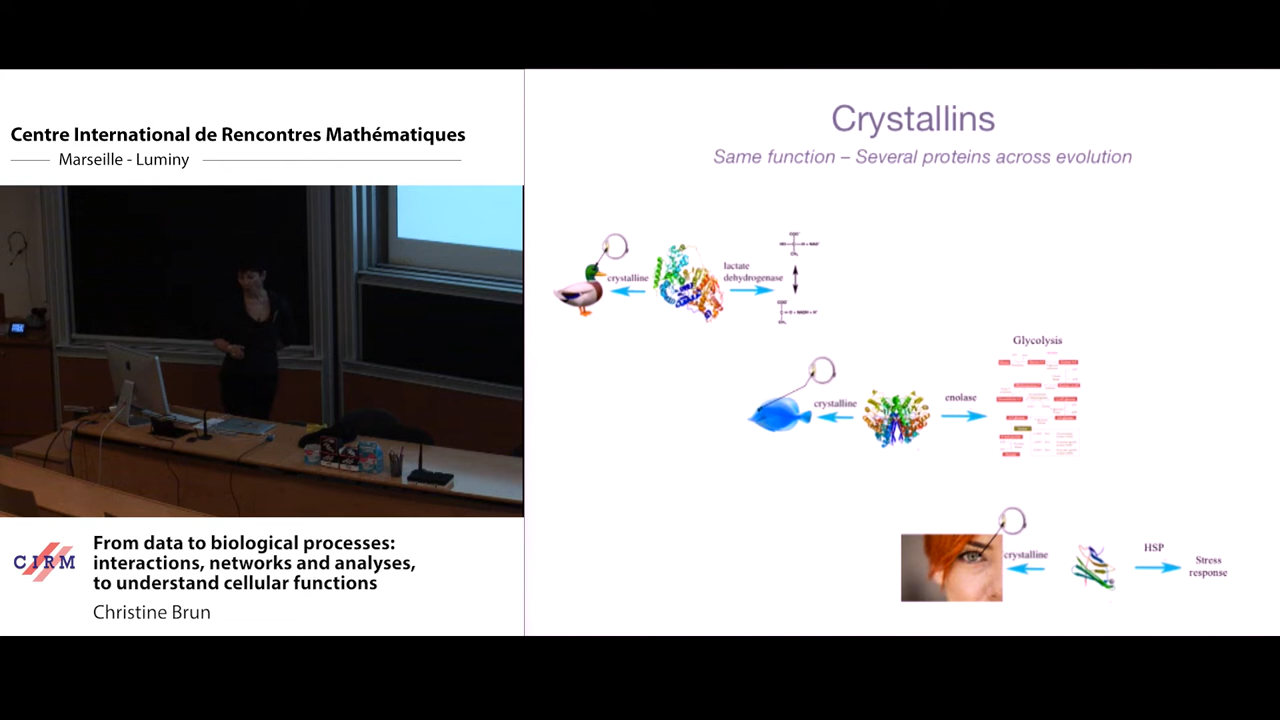 Centre International de Rencontres Mathématiques
Marseille - Luminy
CIRM
From data to biological processes:
interactions, networks and analyses,
to understand cellular functions
Christine Brun
Crystallins
Same function – Several proteins across evolution
crystalline
lactate
dehydrogenase
crystalline
enolase
Glycolysis
crystalline
HSP
Stress
response